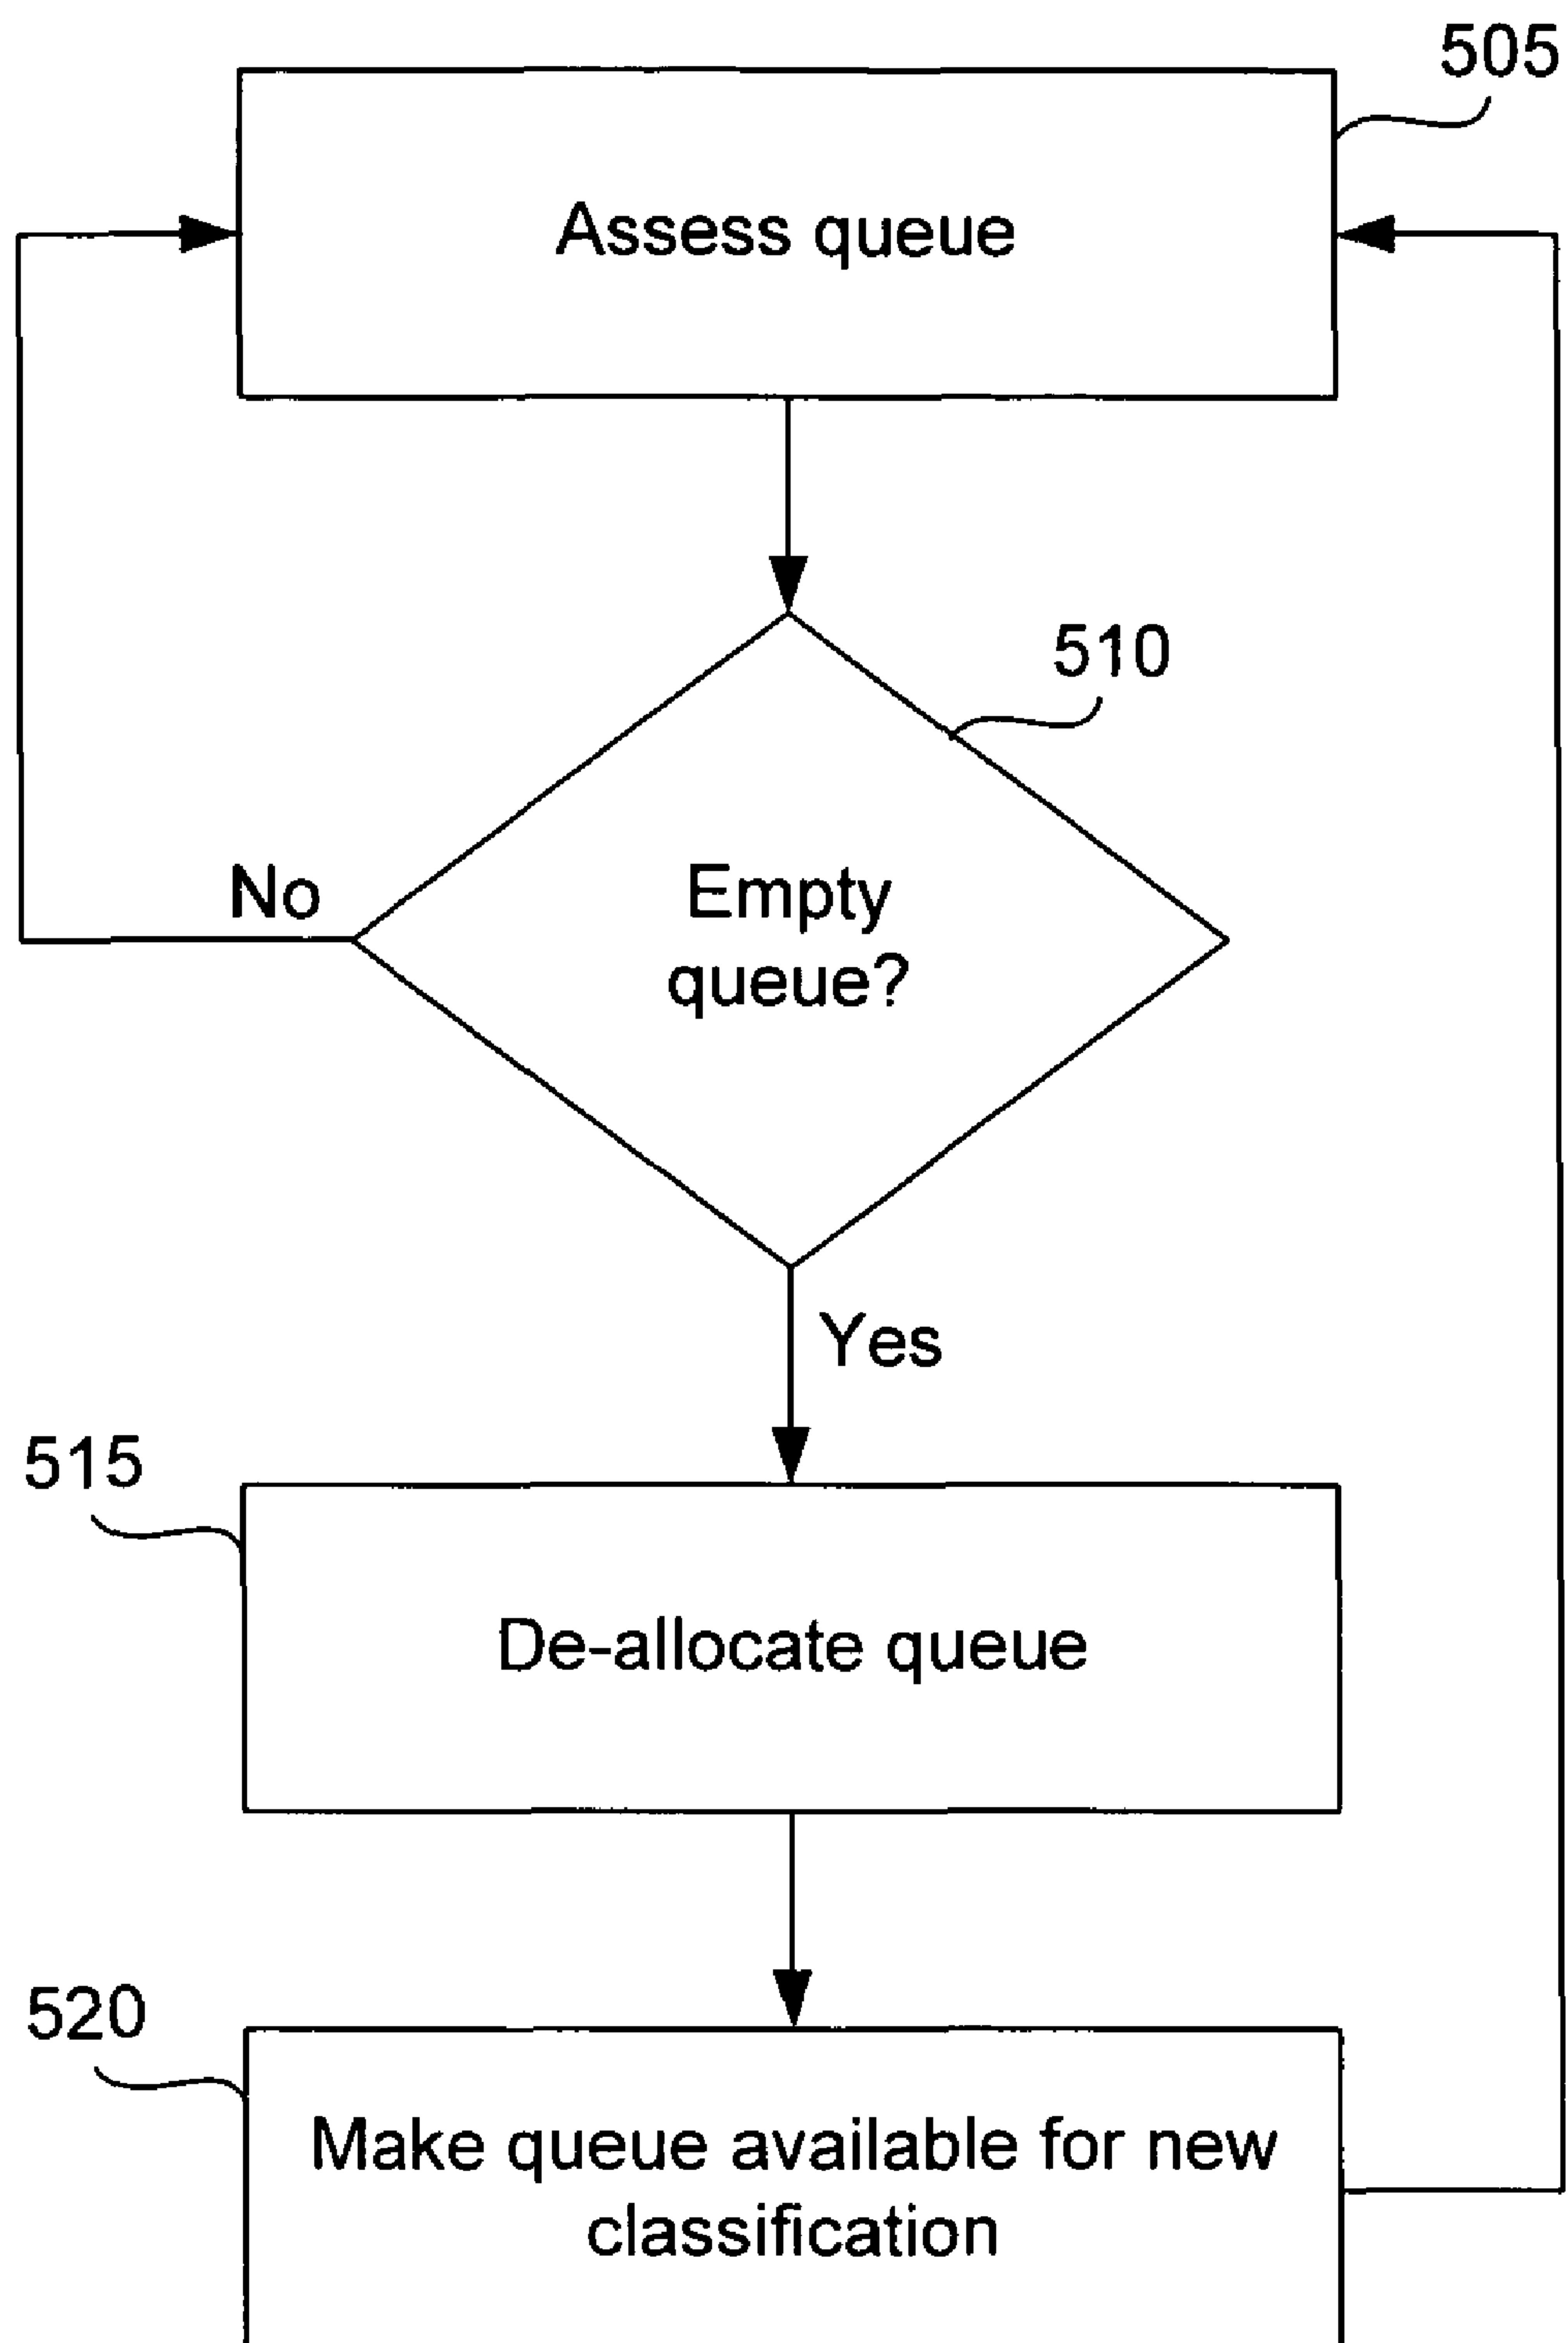 505
Assess queue
510
No
Empty
queue?
Yes
515
De-allocate queue
520
Make queue available for new
classification